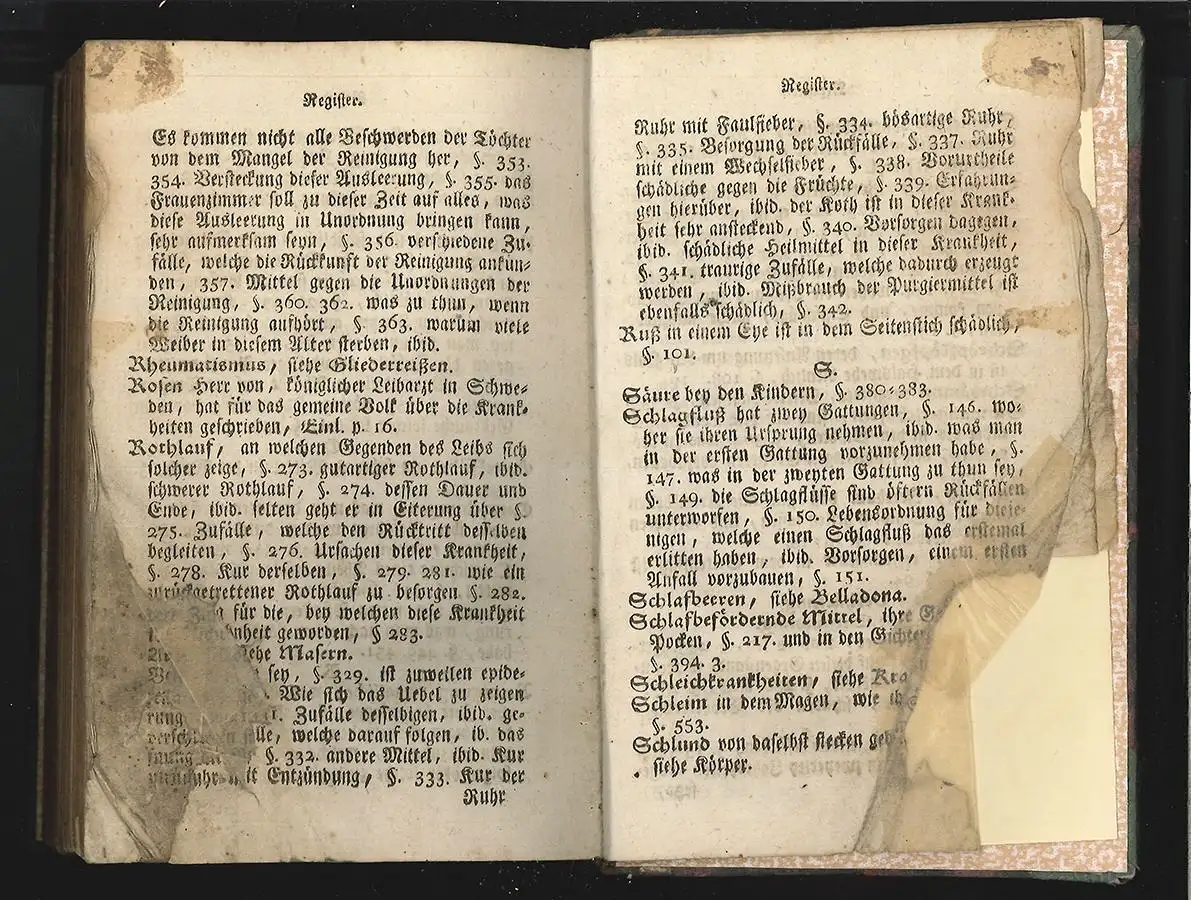 Register.
Es kommen nicht alle Beschwerden der Töchter
von dem Mangel der Reinigung her, §. 353.
354. Versteckung dieser Ausleerung, §. 355. das
Frauenzimmer soll zu dieser Zeit auf alles, was
diese Ausleerung in Unordnung bringen kann,
sehr aufmerksam seyn, §. 356. verschiedene Zu-
fälle, welche die Rückkunft der Reinigung ankün-
den, 357. Mittel gegen die Unordnungen der
Reinigung, §. 360. 362. was zu thun, wenn
die Reinigung aufhört, §. 363. warum viele
Weiber in diesem Alter sterben, ibid.
Rheumatismus, siehe Gliederreißen.
Rosen Herr von, königlicher Leibarzt in Schwe-
den, hat für das gemeine Volk über die Krank-
heiten geschrieben, Einl. p. 16.
Rothlauf, an welchen Gegenden des Leibs sich
solcher zeige, §. 273. gutartiger Rothlauf, ibid.
schwerer Rothlauf, §. 274. dessen Dauer und
Ende, ibid. selten geht er in Eiterung über §.
275. Zufälle, welche den Rücktritt desselben
begleiten, §. 276. Ursachen dieser Krankheit,
§. 278. Kur derselben, §. 279. 281. wie ein
zurückgetrettener Rothlauf zu besorgen §. 282.
für die, bey welchen diese Krankheit
geworden, § 283.
Masern.
sey, §. 329. ist zuweilen epide-
Wie sich das Uebel zu zeigen
Zufälle desselbigen, ibid. ge-
welche darauf folgen, ib. das
§. 332. andere Mittel, ibid. Kur
Entzündung, §. 333. Kur der
Ruhr
Register.
Ruhr mit Faulfieber, §. 334. bösartige Ruhr,
§. 335. Besorgung der Rückfälle, §. 337. Ruhr
mit einem Wechselfieber, §. 338. Vorurtheile
schädliche gegen die Früchte, §. 339. Erfahrun-
gen hierüber, ibid. der Koth ist in dieser Krank-
heit sehr ansteckend, §. 340. Vorsorgen dagegen,
ibid. schädliche Heilmittel in dieser Krankheit,
§. 341. traurige Zufälle, welche dadurch erzeugt
werden, ibid. Mißbrauch der Purgiermittel ist
ebenfalls schädlich, §. 342.
Ruß in einem Eye ist in dem Seitenstich schädlich,
§. 101.
S.
Säure bey den Kindern, §. 380-383.
Schlagfluß hat zwey Gattungen, §. 146. wo-
her sie ihren Ursprung nehmen, ibid. was man
in der ersten Gattung vorzunehmen habe, §.
147. was in der zweyten Gattung zu thun sey,
§. 149. die Schlagflüsse sind öftern Rückfällen
unterworfen, §. 150. Lebensordnung für dieje-
nigen, welche einen Schlagfluß das erstemal
erlitten haben, ibid. Vorsorgen, einem ersten
Anfall vorzubauen, §. 151.
Schlafbeeren, siehe Belladona.
Schlafbefördernde Mittel, ihre
Pocken, §. 217. und in den
§. 394. 3.
Schleichkrankheiten, siehe
Schleim in dem Magen, wie
§. 553.
Schlund von daselbst stecken
siehe Körper.